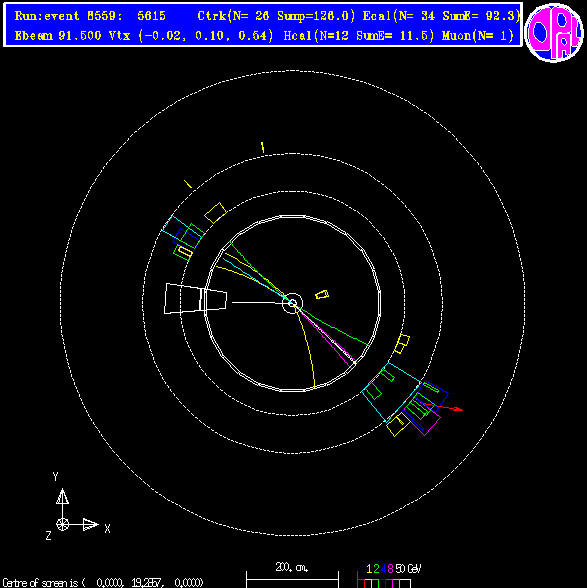 Run:event 8559: 5615 Ctrk(N= 26 Sump=126.0) Ecal(N= 34 SumE= 92.3)
Ebeam 91.500 Vtx (-0.02, 0.10, 0.54) Hcal(N=12 SumE= 11.5) Muon(N= 1)
OPAL
Y
X
Z
200. cm.
1 2 4 8 50 GeV
Centre of screen is ( 0.0000, 19.2857, 0.0000)